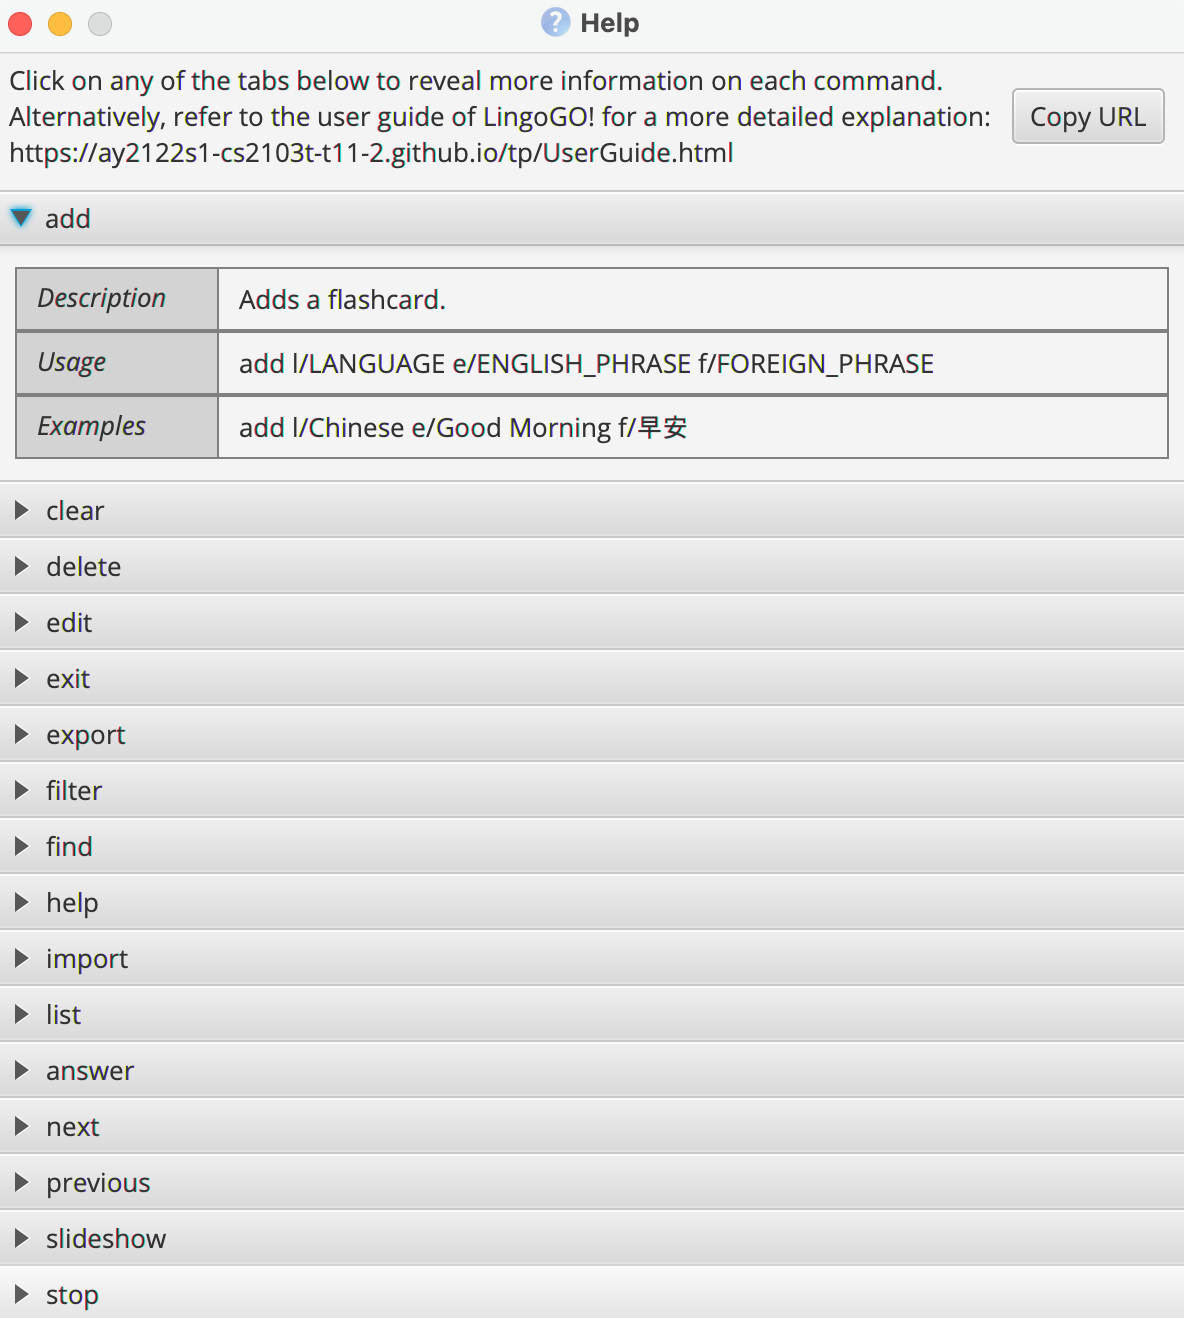 Help
Click on any of the tabs below to reveal more information on each command.
Alternatively, refer to the user guide of LingoGO! for a more detailed explanation:
https://ay2122s1-cs2103t-t11-2.github.io/tp/UserGuide.html
Copy URL
add
Description Adds a flashcard.
Usage add l/LANGUAGE e/ENGLISH_PHRASE f/FOREIGN_PHRASE
Examples add l/Chinese e/Good Morning f/早安
clear
delete
edit
exit
export
filter
find
help
import
list
answer
next
previous
slideshow
stop